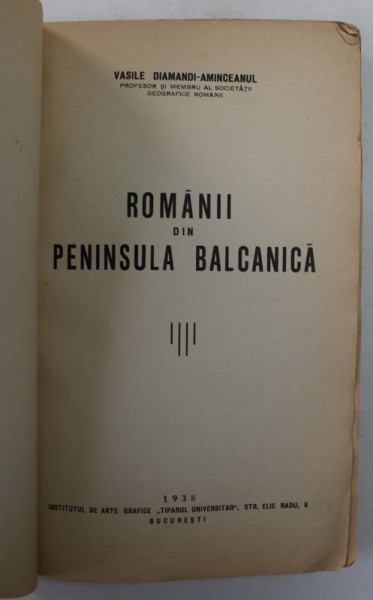 VASILE DIAMANDI-AMINCEANUL
PROFESOR ȘI MEMBRU AL SOCIETĂȚII
GEOGRAFICE ROMÂNE
ROMÂNII
DIN
PENINSULA BALCANICĂ
1938
INSTITUTUL DE ARTE GRAFICE „TIPARUL UNIVERSITAR”, STR. ELIE RADU, 6
BUCUREȘTI